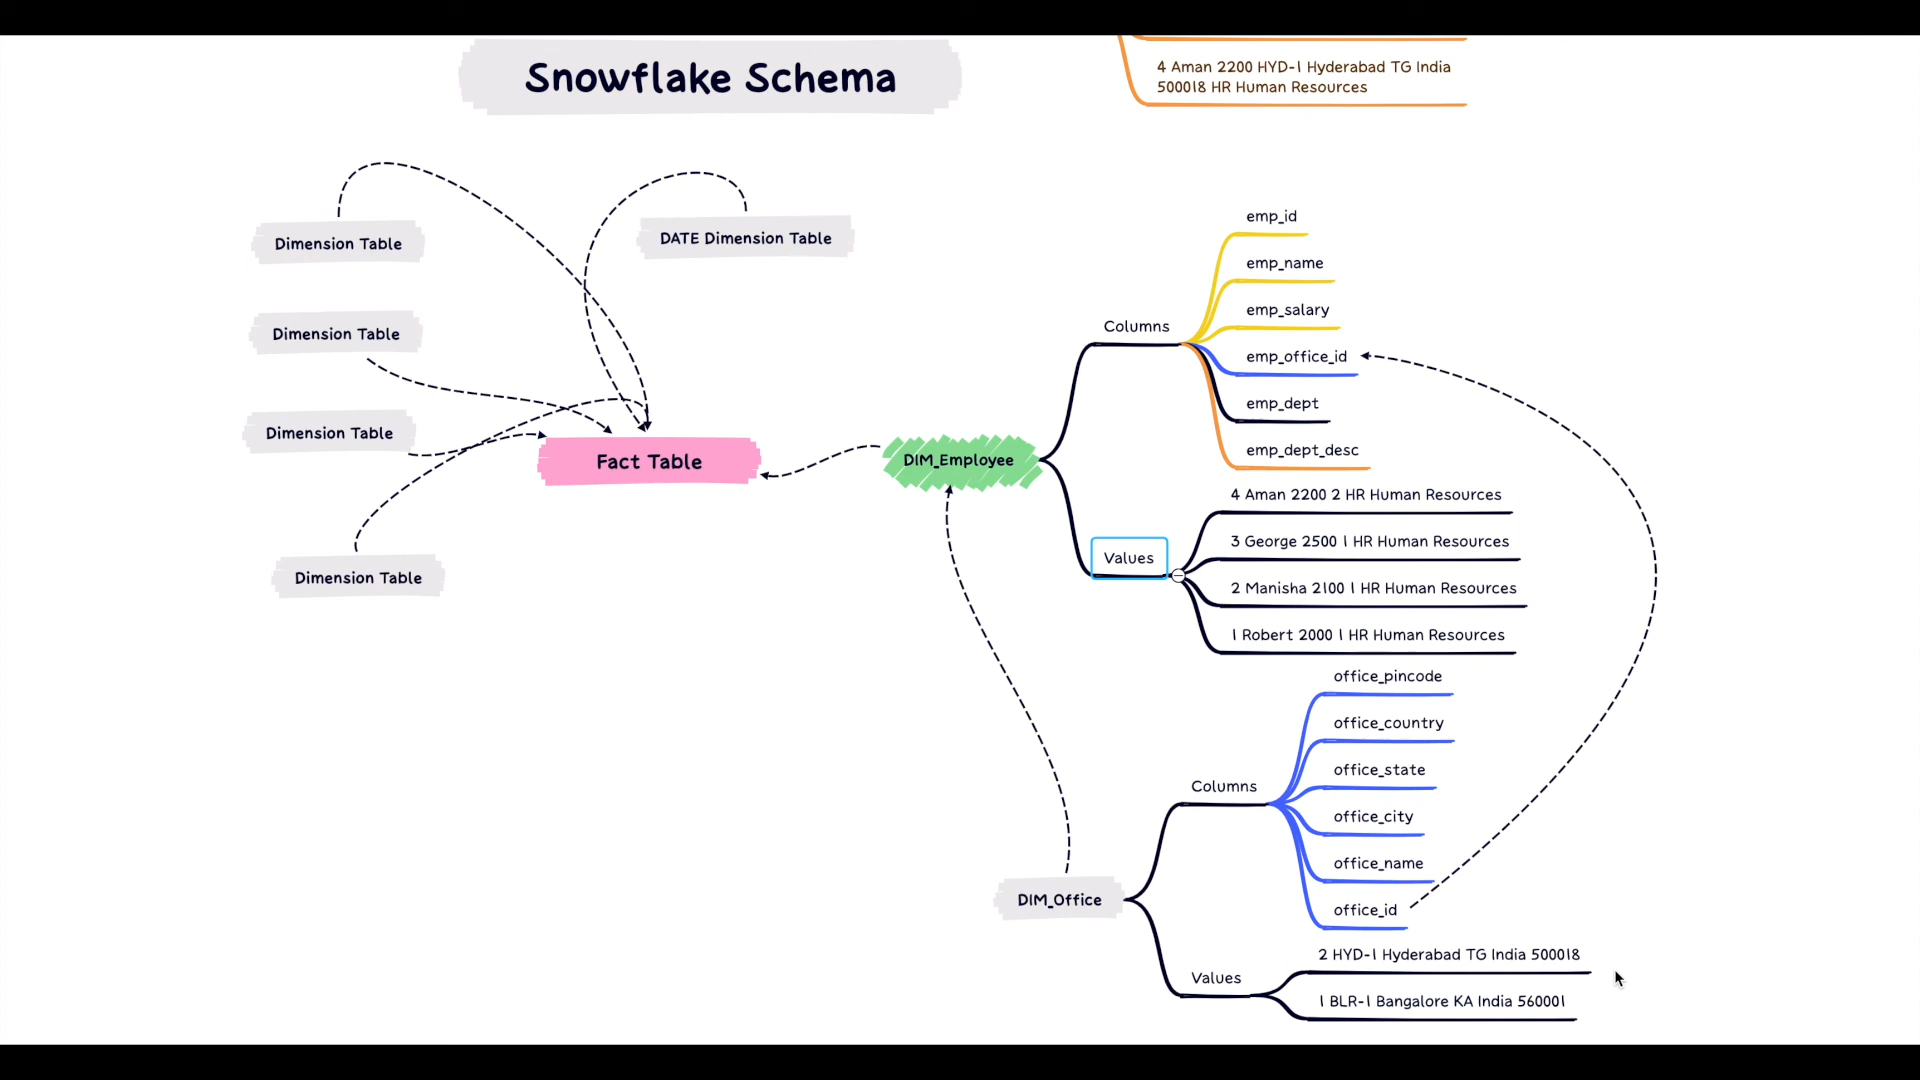 Snowflake Schema
4 Aman 2200 HYD-1 Hyderabad TG India
500018 HR Human Resources
Dimension Table
DATE Dimension Table
Dimension Table
Dimension Table
Fact Table
Dimension Table
DIM_Employee
Columns
emp_id
emp_name
emp_salary
emp_office_id
emp_dept
emp_dept_desc
Values
4 Aman 2200 2 HR Human Resources
3 George 2500 1 HR Human Resources
2 Manisha 2100 1 HR Human Resources
1 Robert 2000 1 HR Human Resources
DIM_Office
Columns
office_pincode
office_country
office_state
office_city
office_name
office_id
Values
2 HYD-1 Hyderabad TG India 500018
1 BLR-1 Bangalore KA India 560001